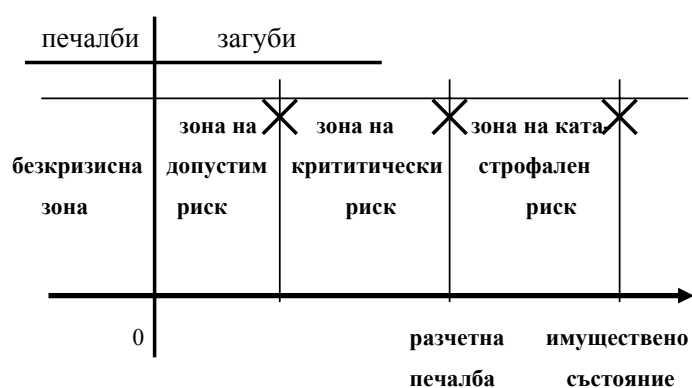 печалби загуби
зона на зона на зона на ката-
безкризисна допустим крититически строфален
зона риск риск риск
0 разчетна имуществено
печалба състояние